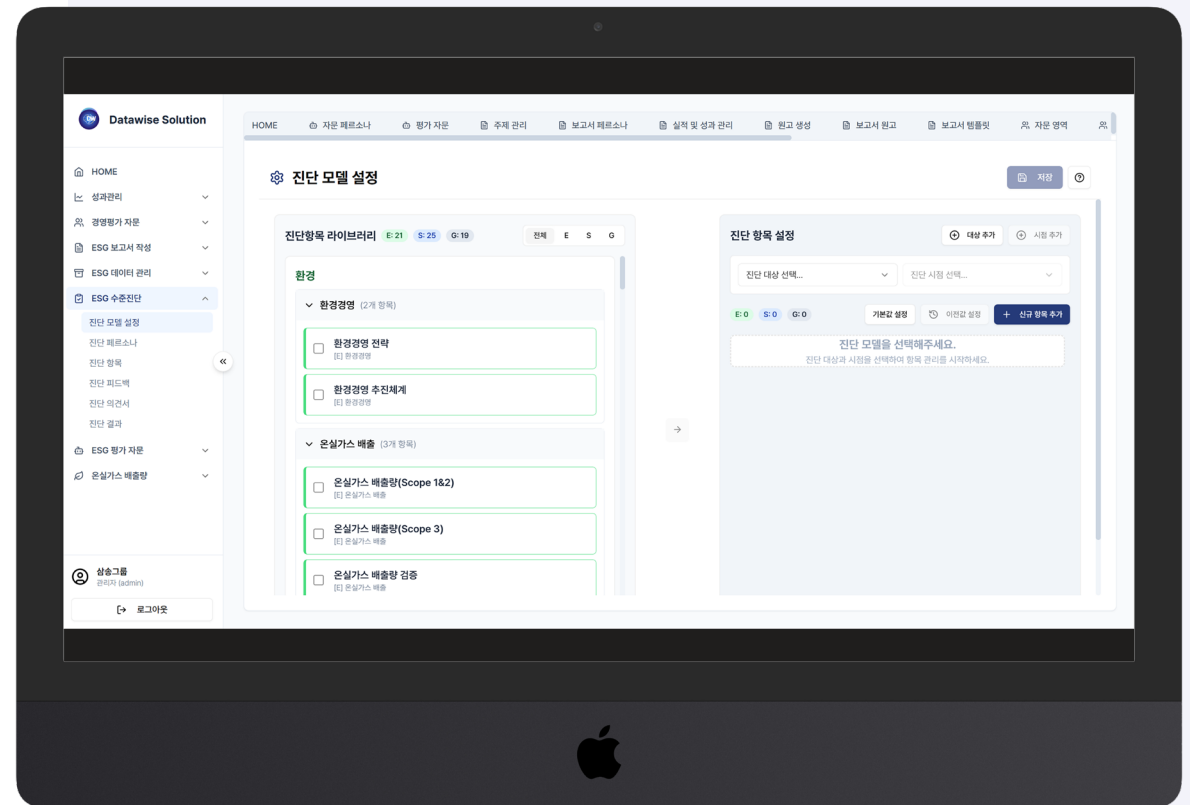 DW
Datawise Solution
HOME
성과관리
경영평가 자문
ESG 보고서 작성
ESG 데이터 관리
ESG 수준진단
진단 모델 설정
진단 페르소나
진단 항목
진단 피드백
진단 의견서
진단 결과
ESG 평가 자문
온실가스 배출량
삼송그룹
관리자 (admin)
로그아웃
HOME 자문 페르소나 평가 자문 주제 관리 보고서 페르소나 실적 및 성과 관리 원고 생성 보고서 원고 보고서 템플릿 자문 영역
진단 모델 설정
저장
진단항목 라이브러리 E: 21 S: 25 G: 19 전체 E S G
환경
환경경영 (2개 항목)
환경경영 전략
[E] 환경경영
환경경영 추진체계
[E] 환경경영
온실가스 배출 (3개 항목)
온실가스 배출량(Scope 1&2)
[E] 온실가스 배출
온실가스 배출량(Scope 3)
[E] 온실가스 배출
온실가스 배출량 검증
[E] 온실가스 배출
진단 항목 설정 대상 추가 시점 추가
진단 대상 선택... 진단 시점 선택...
E: 0 S: 0 G: 0 기본값 설정 이전값 설정 + 신규 항목 추가
진단 모델을 선택해주세요.
진단 대상과 시점을 선택하여 항목 관리를 시작하세요.